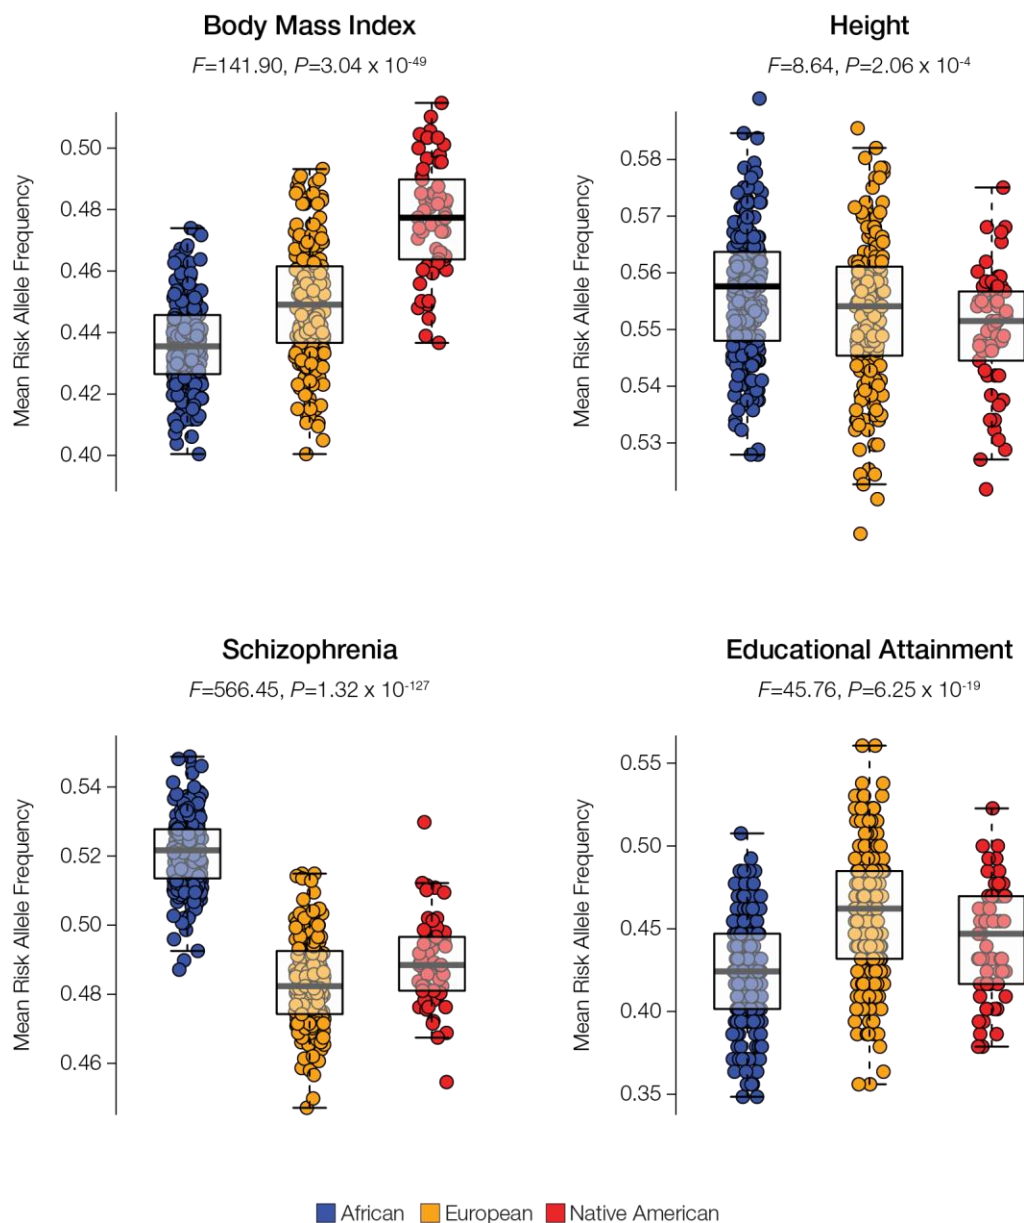 Body Mass Index
F=141.90, P=3.04 x 10⁻⁴⁹
Mean Risk Allele Frequency
0.50
0.48
0.46
0.44
0.42
0.40
Height
F=8.64, P=2.06 x 10⁻⁴
Mean Risk Allele Frequency
0.58
0.57
0.56
0.55
0.54
0.53
Schizophrenia
F=566.45, P=1.32 x 10⁻¹²⁷
Mean Risk Allele Frequency
0.54
0.52
0.50
0.48
0.46
Educational Attainment
F=45.76, P=6.25 x 10⁻¹⁹
Mean Risk Allele Frequency
0.55
0.50
0.45
0.40
0.35
African European Native American